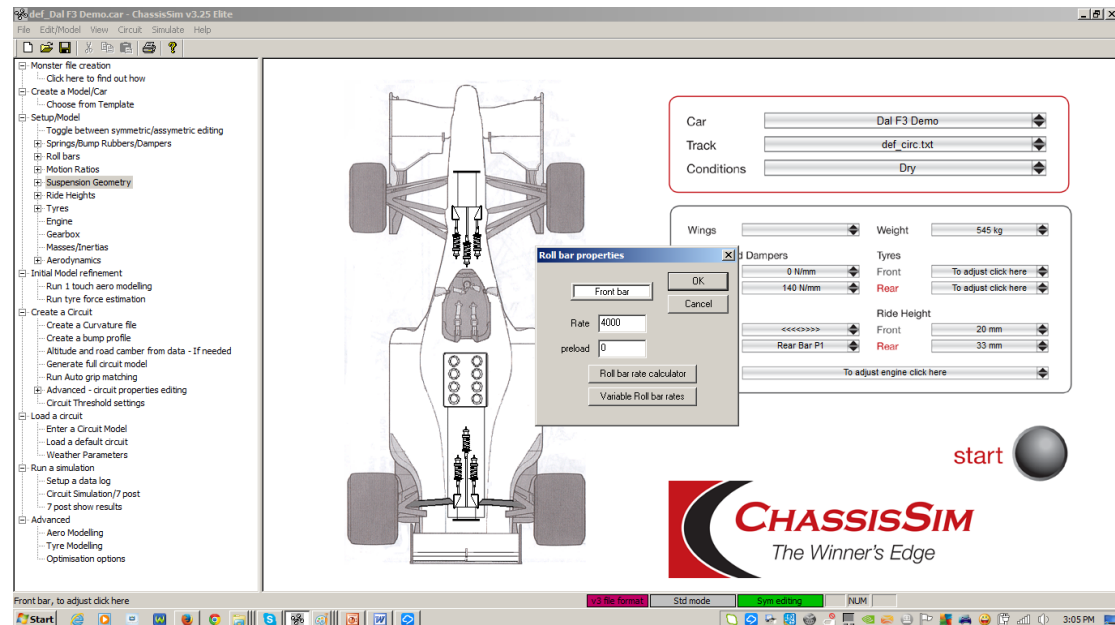 def_Dal F3 Demo.car - ChassisSim v3.25 Elite
File Edit/Model View Circuit Simulate Help
Monster file creation
Click here to find out how
Create a Model/Car
Choose from Template
Setup/Model
Toggle between symmetric/assymetric editing
Springs/Bump Rubbers/Dampers
Roll bars
Motion Ratios
Suspension Geometry
Ride Heights
Tyres
Engine
Gearbox
Masses/Inertias
Aerodynamics
Initial Model refinement
Run 1 touch aero modelling
Run tyre force estimation
Create a Circuit
Create a Curvature file
Create a bump profile
Altitude and road camber from data - If needed
Generate full circuit model
Run Auto grip matching
Advanced - circuit properties editing
Circuit Threshold settings
Load a circuit
Enter a Circuit Model
Load a default circuit
Weather Parameters
Run a simulation
Setup a data log
Circuit Simulation/7 post
7 post show results
Advanced
Aero Modelling
Tyre Modelling
Optimisation options
Car Dal F3 Demo
Track def_circ.txt
Conditions Dry
Wings Weight 545 kg
d Dampers Tyres
0 N/mm Front To adjust click here
140 N/mm Rear To adjust click here
Ride Height
<<<<>>>> Front 20 mm
Rear Bar P1 Rear 33 mm
To adjust engine click here
Roll bar properties
Front bar
OK
Cancel
Rate 4000
preload 0
Roll bar rate calculator
Variable Roll bar rates
start
CHASSISSIM
The Winner's Edge
Front bar, to adjust click here v3 file format Std mode Sym editing NUM
Start 3:05 PM